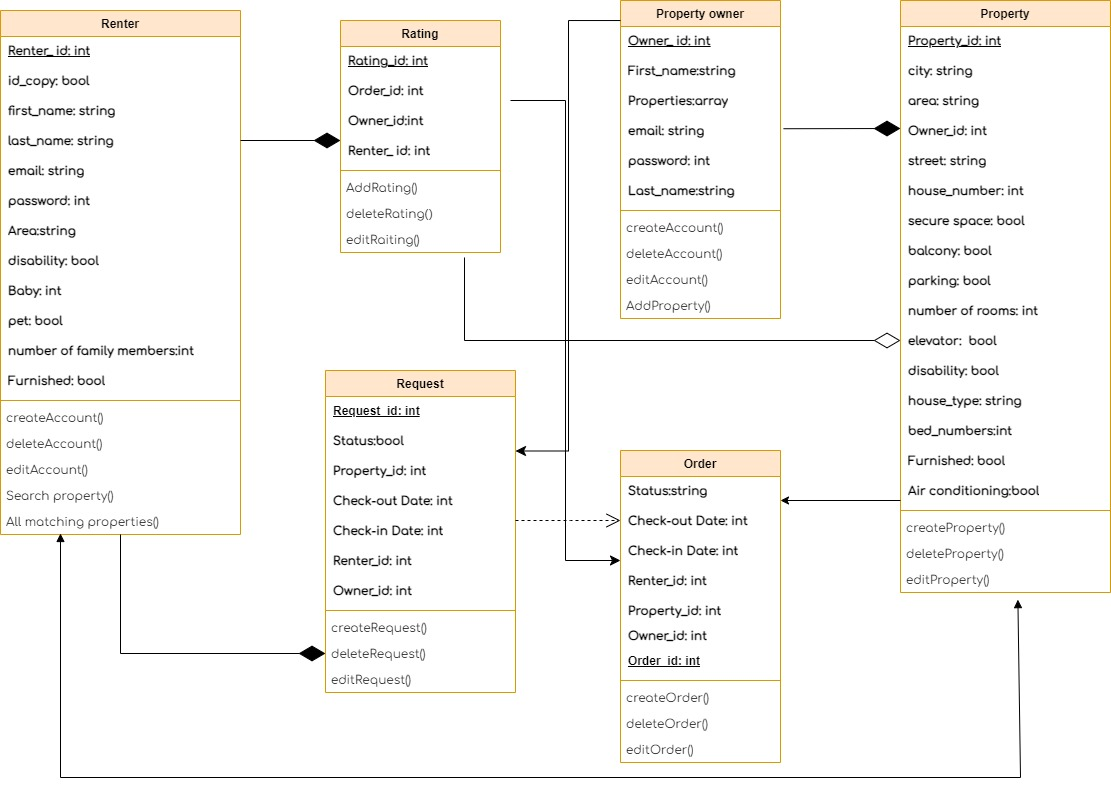 Renter
Renter_ id: int
id_copy: bool
first_name: string
last_name: string
email: string
password: int
Area:string
disability: bool
Baby: int
pet: bool
number of family members:int
Furnished: bool
createAccount()
deleteAccount()
editAccount()
Search property()
All matching properties()
Rating
Rating_id: int
Order_id: int
Owner_id:int
Renter_ id: int
AddRating()
deleteRating()
editRaiting()
Property owner
Owner_ id: int
First_name:string
Properties:array
email: string
password: int
Last_name:string
createAccount()
deleteAccount()
editAccount()
AddProperty()
Property
Property_id: int
city: string
area: string
Owner_id: int
street: string
house_number: int
secure space: bool
balcony: bool
parking: bool
number of rooms: int
elevator:  bool
disability: bool
house_type: string
bed_numbers:int
Furnished: bool
Air conditioning:bool
createProperty()
deleteProperty()
editProperty()
Request
Request_id: int
Status:bool
Property_id: int
Check-out Date: int
Check-in Date: int
Renter_id: int
Owner_id: int
createRequest()
deleteRequest()
editRequest()
Order
Status:string
Check-out Date: int
Check-in Date: int
Renter_id: int
Property_id: int
Owner_id: int
Order_id: int
createOrder()
deleteOrder()
editOrder()